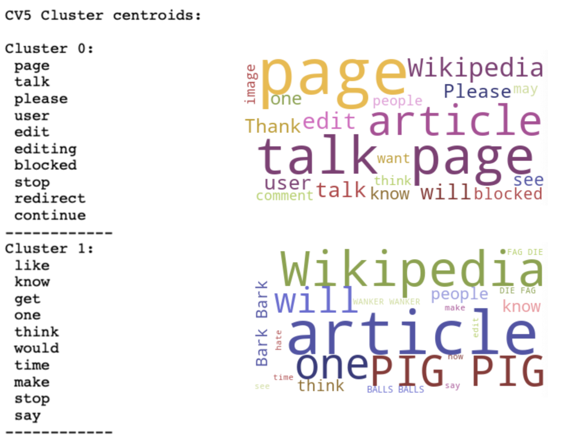 CV5 Cluster centroids:
Cluster 0:
page
talk
please
user
edit
editing
blocked
stop
redirect
continue
------------
Cluster 1:
like
know
get
one
think
would
time
make
stop
say
------------
image
page
Wikipedia
one
people
Please
may
Thank
edit
article
talk
want
page
user
think
see
comment
talk
know
will
blocked
Wikipedia
FAG DIE
Bark Bark
will
WANKER WANKER
people
DIE FAG
make
know
hate
article
edit
one
PIG PIG
now
see
time
think
BALLS BALLS
say